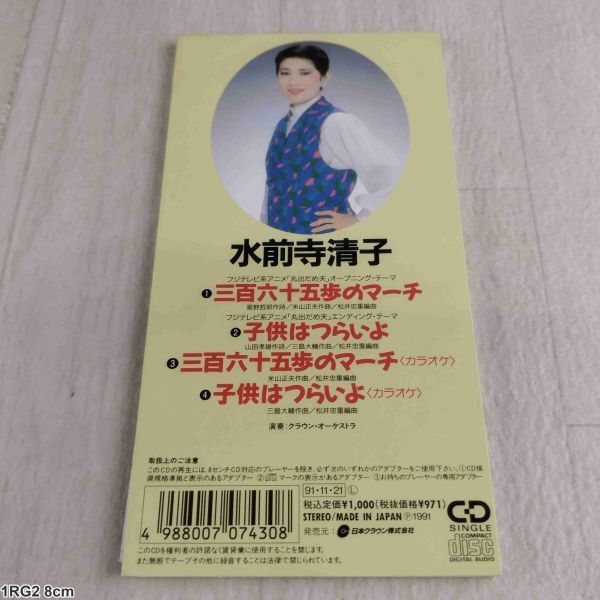 水前寺清子
フジテレビ系アニメ「丸出だめ夫」オープニング・テーマ
❶三百六十五歩のマーチ
星野哲郎作詩/米山正夫作曲/松井忠重編曲
フジテレビ系アニメ「丸出だめ夫」エンディング・テーマ
❷子供はつらいよ
山田孝雄作詩/三島大輔作曲/松井忠重編曲
❸三百六十五歩のマーチ〈カラオケ〉
米山正夫作曲/松井忠重編曲
❹子供はつらいよ〈カラオケ〉
三島大輔作曲/松井忠重編曲
演奏:クラウン・オーケストラ
取扱上のご注意
このCDの再生には、8センチCD対応のプレーヤーを除き、必ず次のいずれかのアダプターをご使用下さい。①CD推
奨規格準拠と表示のあるアダプター ②マークの表示があるアダプター ③お持ちのプレーヤーの専用アダプター
91・11・21 Ⓛ
税込定価¥1,000(税抜価格¥971)
STEREO/MADE IN JAPAN Ⓟ1991
発売元:日本クラウン株式会社
4 988007 074308
CD
SINGLE
COMPACT
disc
DIGITAL AUDIO
このCDを権利者の許諾なく賃貸業に使用することを禁じます。
また無断でテープその他に録音することは法律で禁じられています。
1RG2 8cm